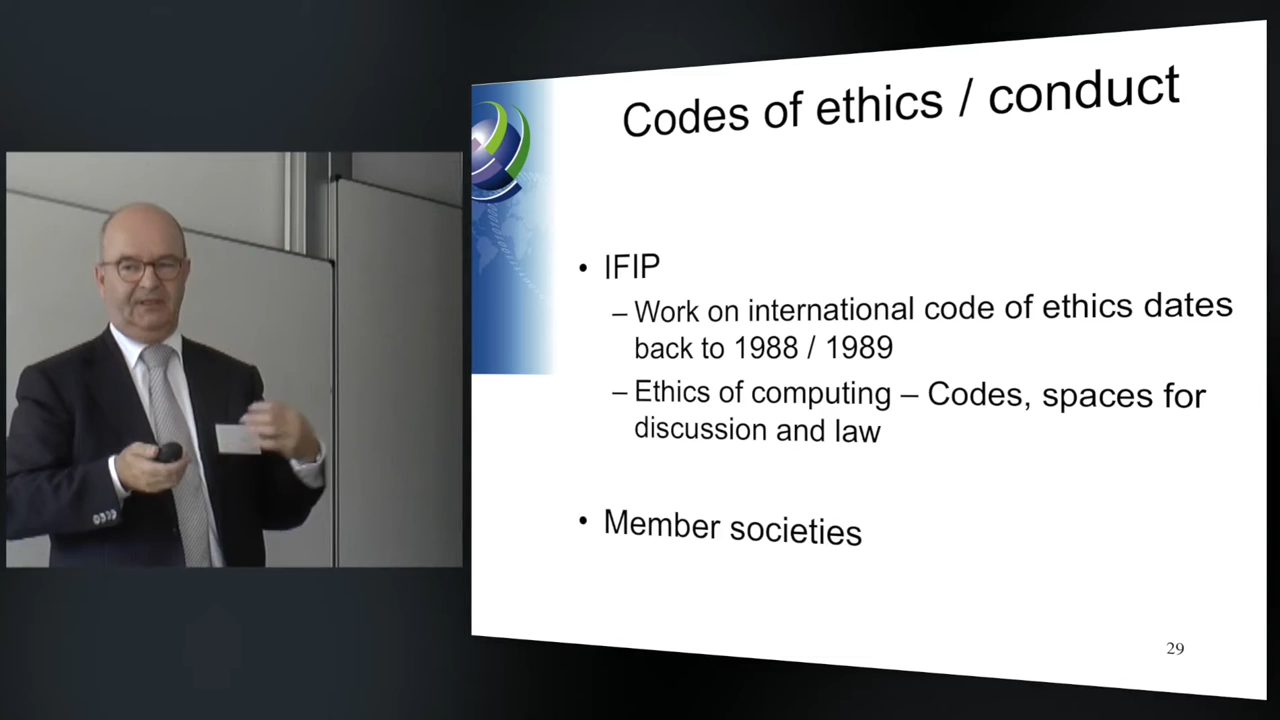 Codes of ethics / conduct
• IFIP
– Work on international code of ethics dates
back to 1988 / 1989
– Ethics of computing – Codes, spaces for
discussion and law
• Member societies
29